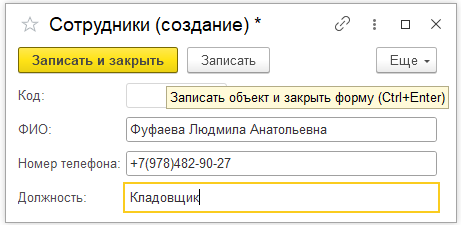 Сотрудники (создание) *
Записать и закрыть Записать Еще
Код: Записать объект и закрыть форму (Ctrl+Enter)
ФИО: Фуфаева Людмила Анатольевна
Номер телефона: +7(978)482-90-27
Должность: Кладовщик